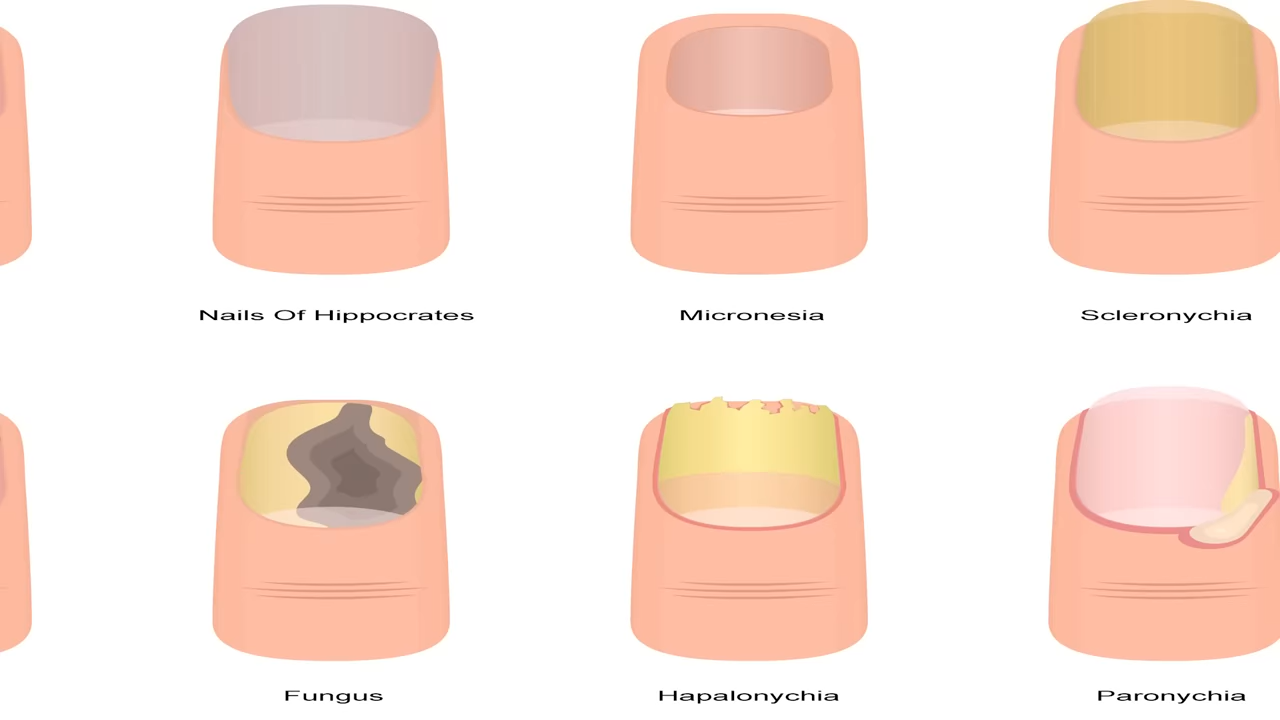 Nails Of Hippocrates
Micronesia
Scleronychia
Fungus
Hapalonychia
Paronychia